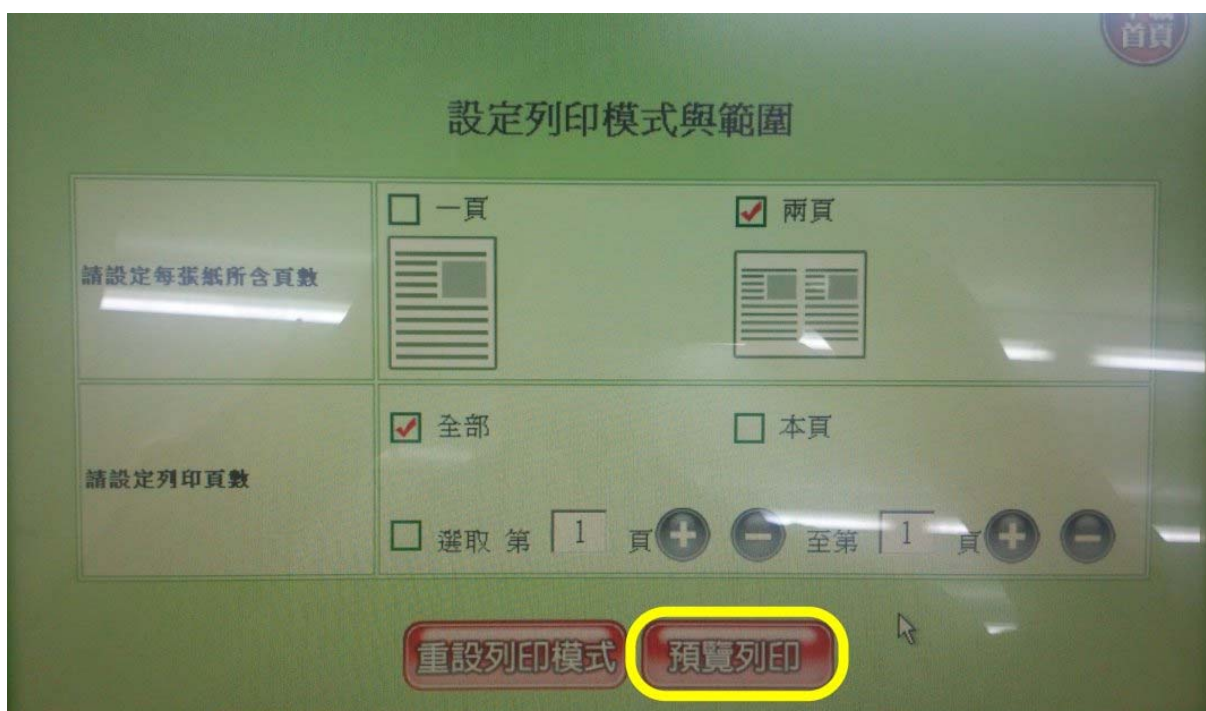 首頁
設定列印模式與範圍
一頁
兩頁
請設定每張紙所含頁數
全部
本頁
請設定列印頁數
選取 第 1 頁 至第 1 頁
重設列印模式
預覽列印